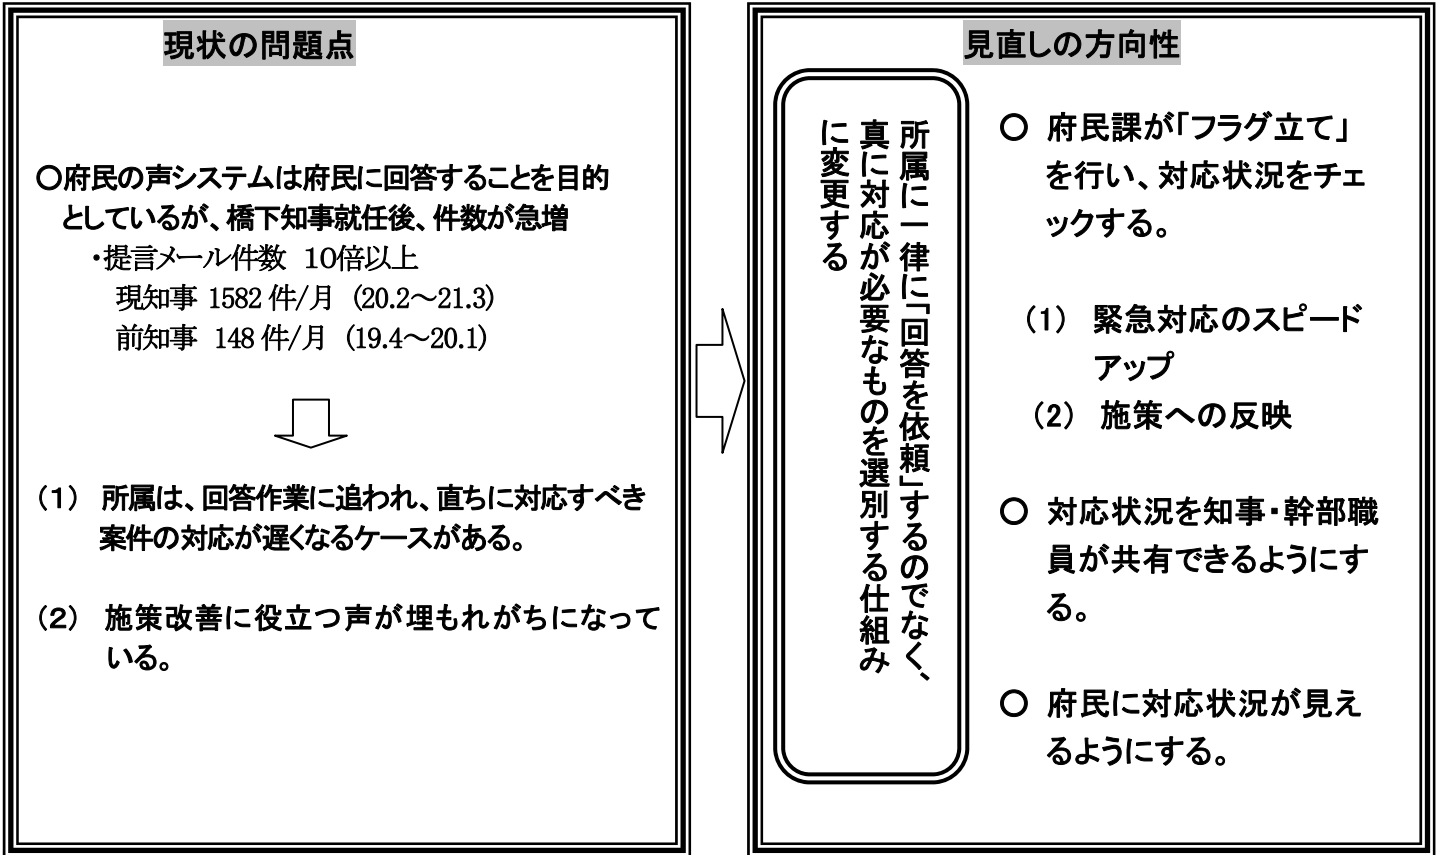 現状の問題点
〇府民の声システムは府民に回答することを目的
としているが、橋下知事就任後、件数が急増
・提言メール件数 10倍以上
現知事 1582件/月 (20.2～21.3)
前知事 148件/月 (19.4～20.1)
(1) 所属は、回答作業に追われ、直ちに対応すべき
案件の対応が遅くなるケースがある。
(2) 施策改善に役立つ声が埋もれがちになって
いる。
見直しの方向性
所属に一律に「回答を依頼」するのでなく、
真に対応が必要なものを選別する仕組み
に変更する
〇 府民課が「フラグ立て」
を行い、対応状況をチェ
ックする。
(1) 緊急対応のスピード
アップ
(2) 施策への反映
〇 対応状況を知事・幹部職
員が共有できるようにす
る。
〇 府民に対応状況が見え
るようにする。